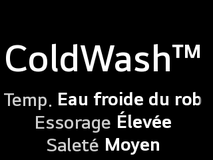 ColdWash™
Temp. Eau froide du rob
Essorage Élevée
Saleté Moyen